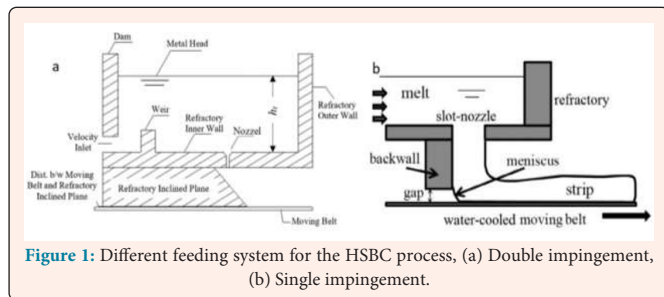 a
Dam
Metal Head
Weir
Refractory
Inner Wall
Nozzel
hs
Refractory
Outer Wall
Velocity
Inlet
Dist. b/w Moving
Belt and Refractory
Inclined Plane
Refractory Inclined Plane
Moving Belt
b
melt
slot-nozzle
refractory
backwall
meniscus
gap
strip
water-cooled moving belt
Figure 1: Different feeding system for the HSBC process, (a) Double impingement,
(b) Single impingement.